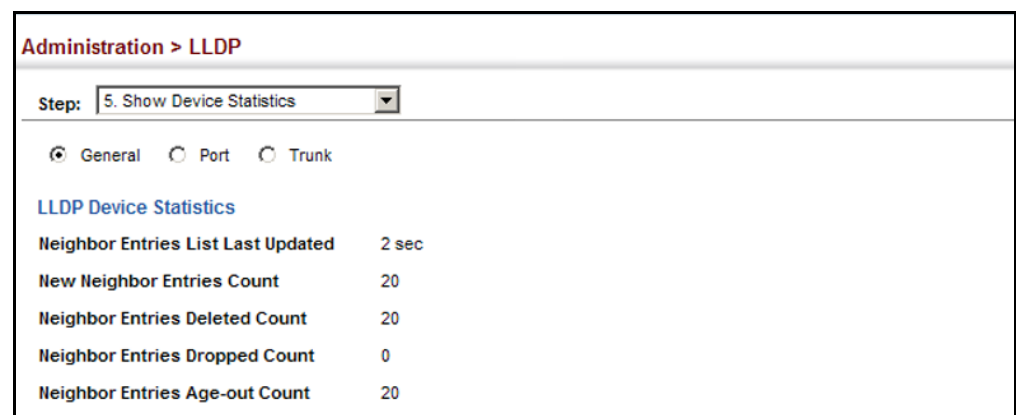 Administration > LLDP
Step: 5. Show Device Statistics
General Port Trunk
LLDP Device Statistics
Neighbor Entries List Last Updated 2 sec
New Neighbor Entries Count 20
Neighbor Entries Deleted Count 20
Neighbor Entries Dropped Count 0
Neighbor Entries Age-out Count 20